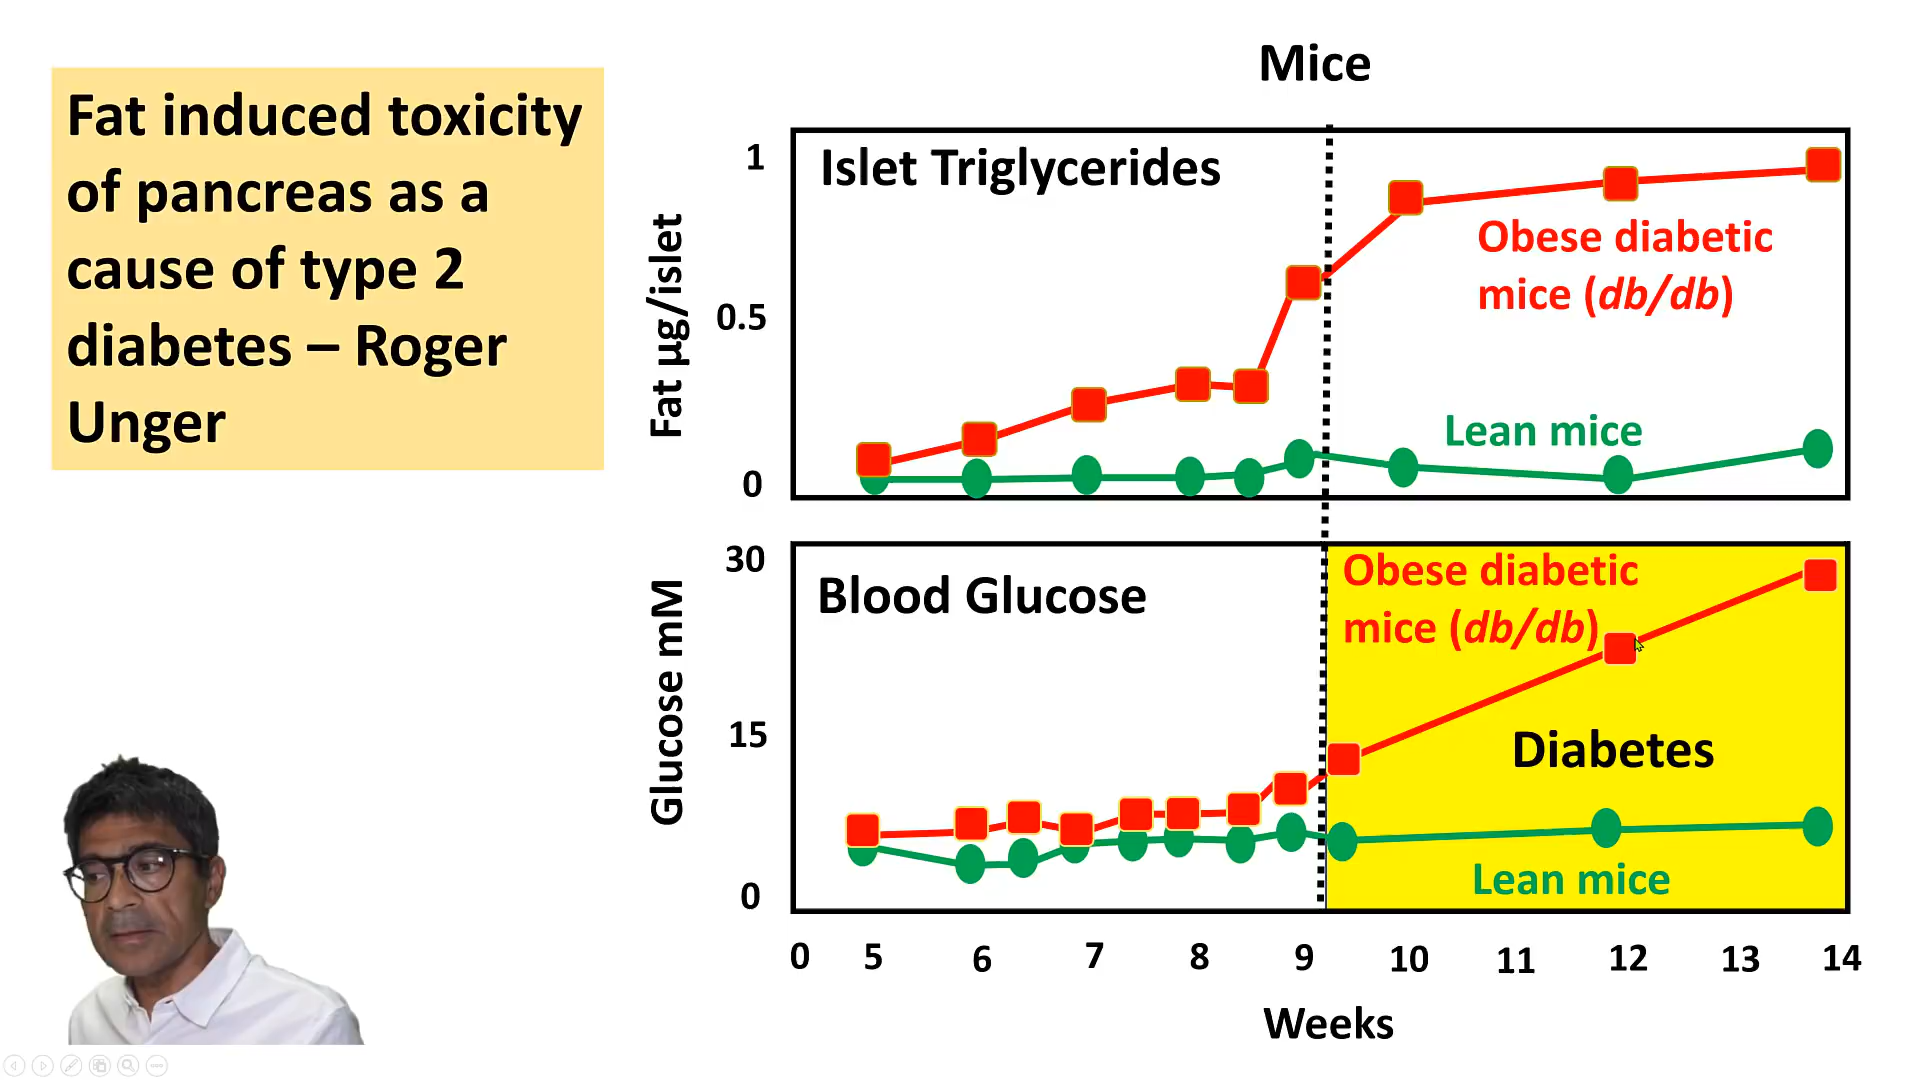 Fat induced toxicity
of pancreas as a
cause of type 2
diabetes – Roger
Unger
Mice
Islet Triglycerides
Fat µg/islet
1
0.5
0
Obese diabetic
mice (db/db)
Lean mice
Blood Glucose
Glucose mM
30
15
0
Obese diabetic
mice (db/db)
Diabetes
Lean mice
0 5 6 7 8 9 10 11 12 13 14
Weeks